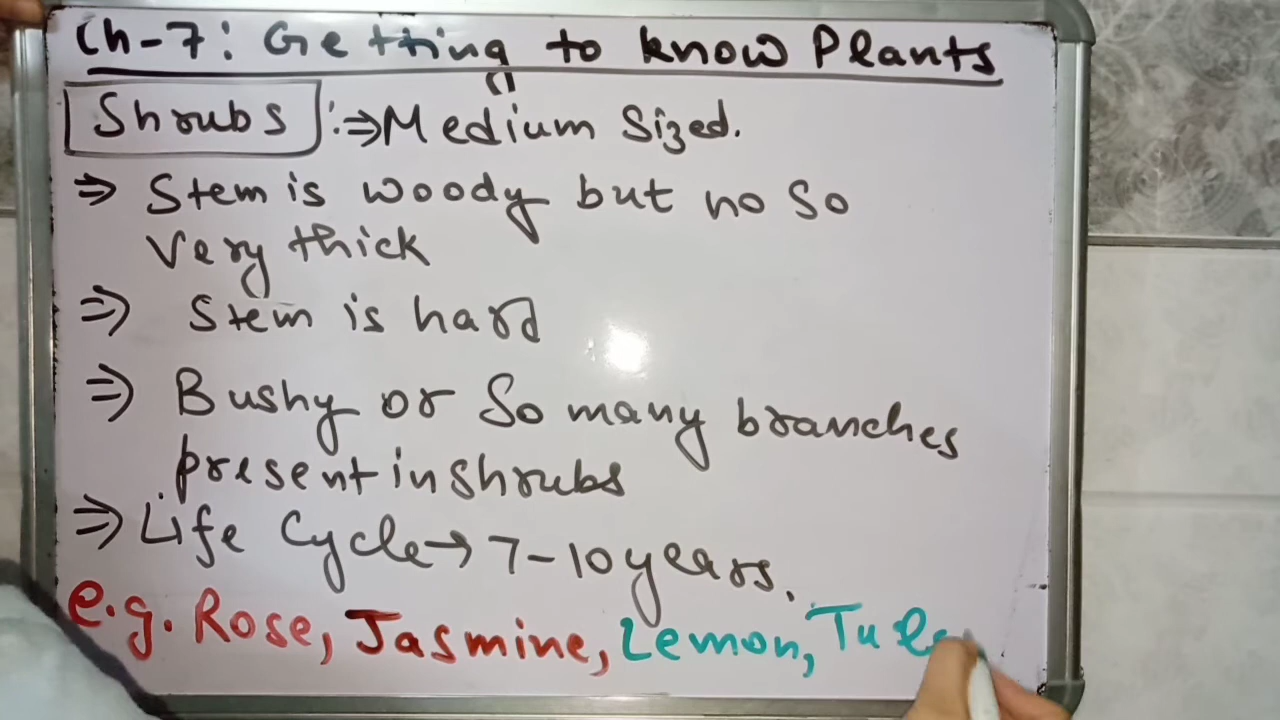 Ch-7: Getting to know Plants
Shrubs :⇒ Medium Sized.
⇒ Stem is woody but no So
Very thick
⇒ Stem is hard
⇒ Bushy or So many branches
present in Shrubs
⇒ Life Cycle → 7-10 years.
e.g. Rose, Jasmine, Lemon,